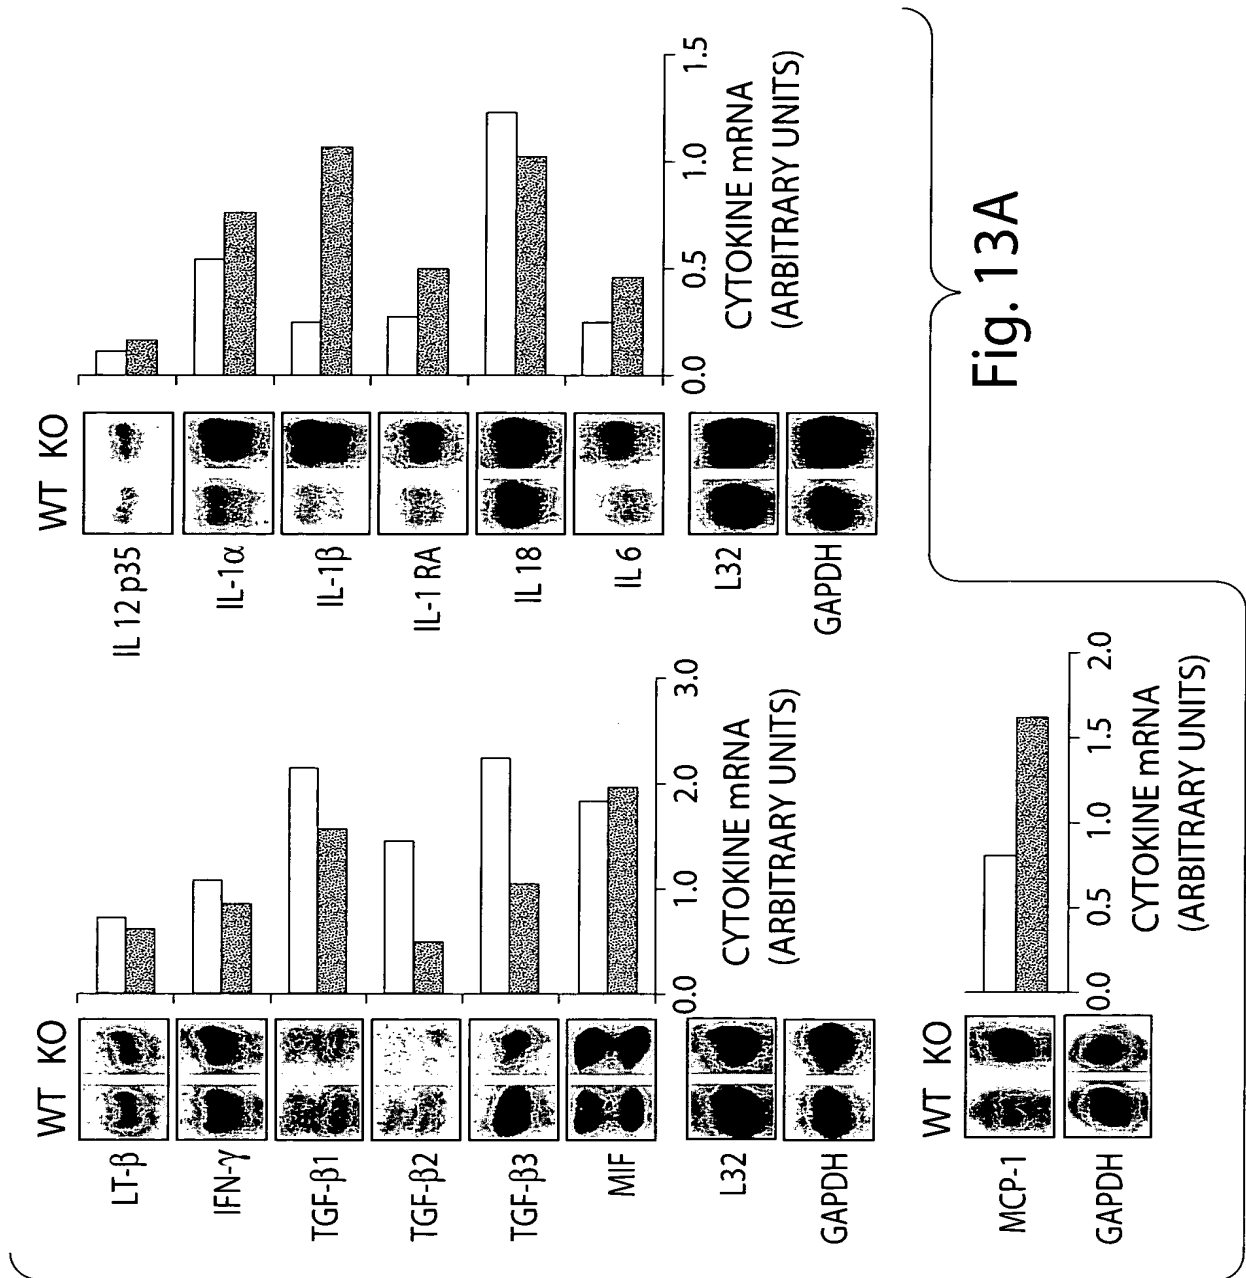 WT KO
LT-β
IFN-γ
TGF-β1
TGF-β2
TGF-β3
MIF
L32
GAPDH
0.0 1.0 2.0 3.0
CYTOKINE mRNA
(ARBITRARY UNITS)
WT KO
IL 12 p35
IL-1α
IL-1β
IL-1 RA
IL 18
IL 6
L32
GAPDH
0.0 0.5 1.0 1.5
CYTOKINE mRNA
(ARBITRARY UNITS)
WT KO
MCP-1
GAPDH
0.0 0.5 1.0 1.5 2.0
CYTOKINE mRNA
(ARBITRARY UNITS)
Fig. 13A